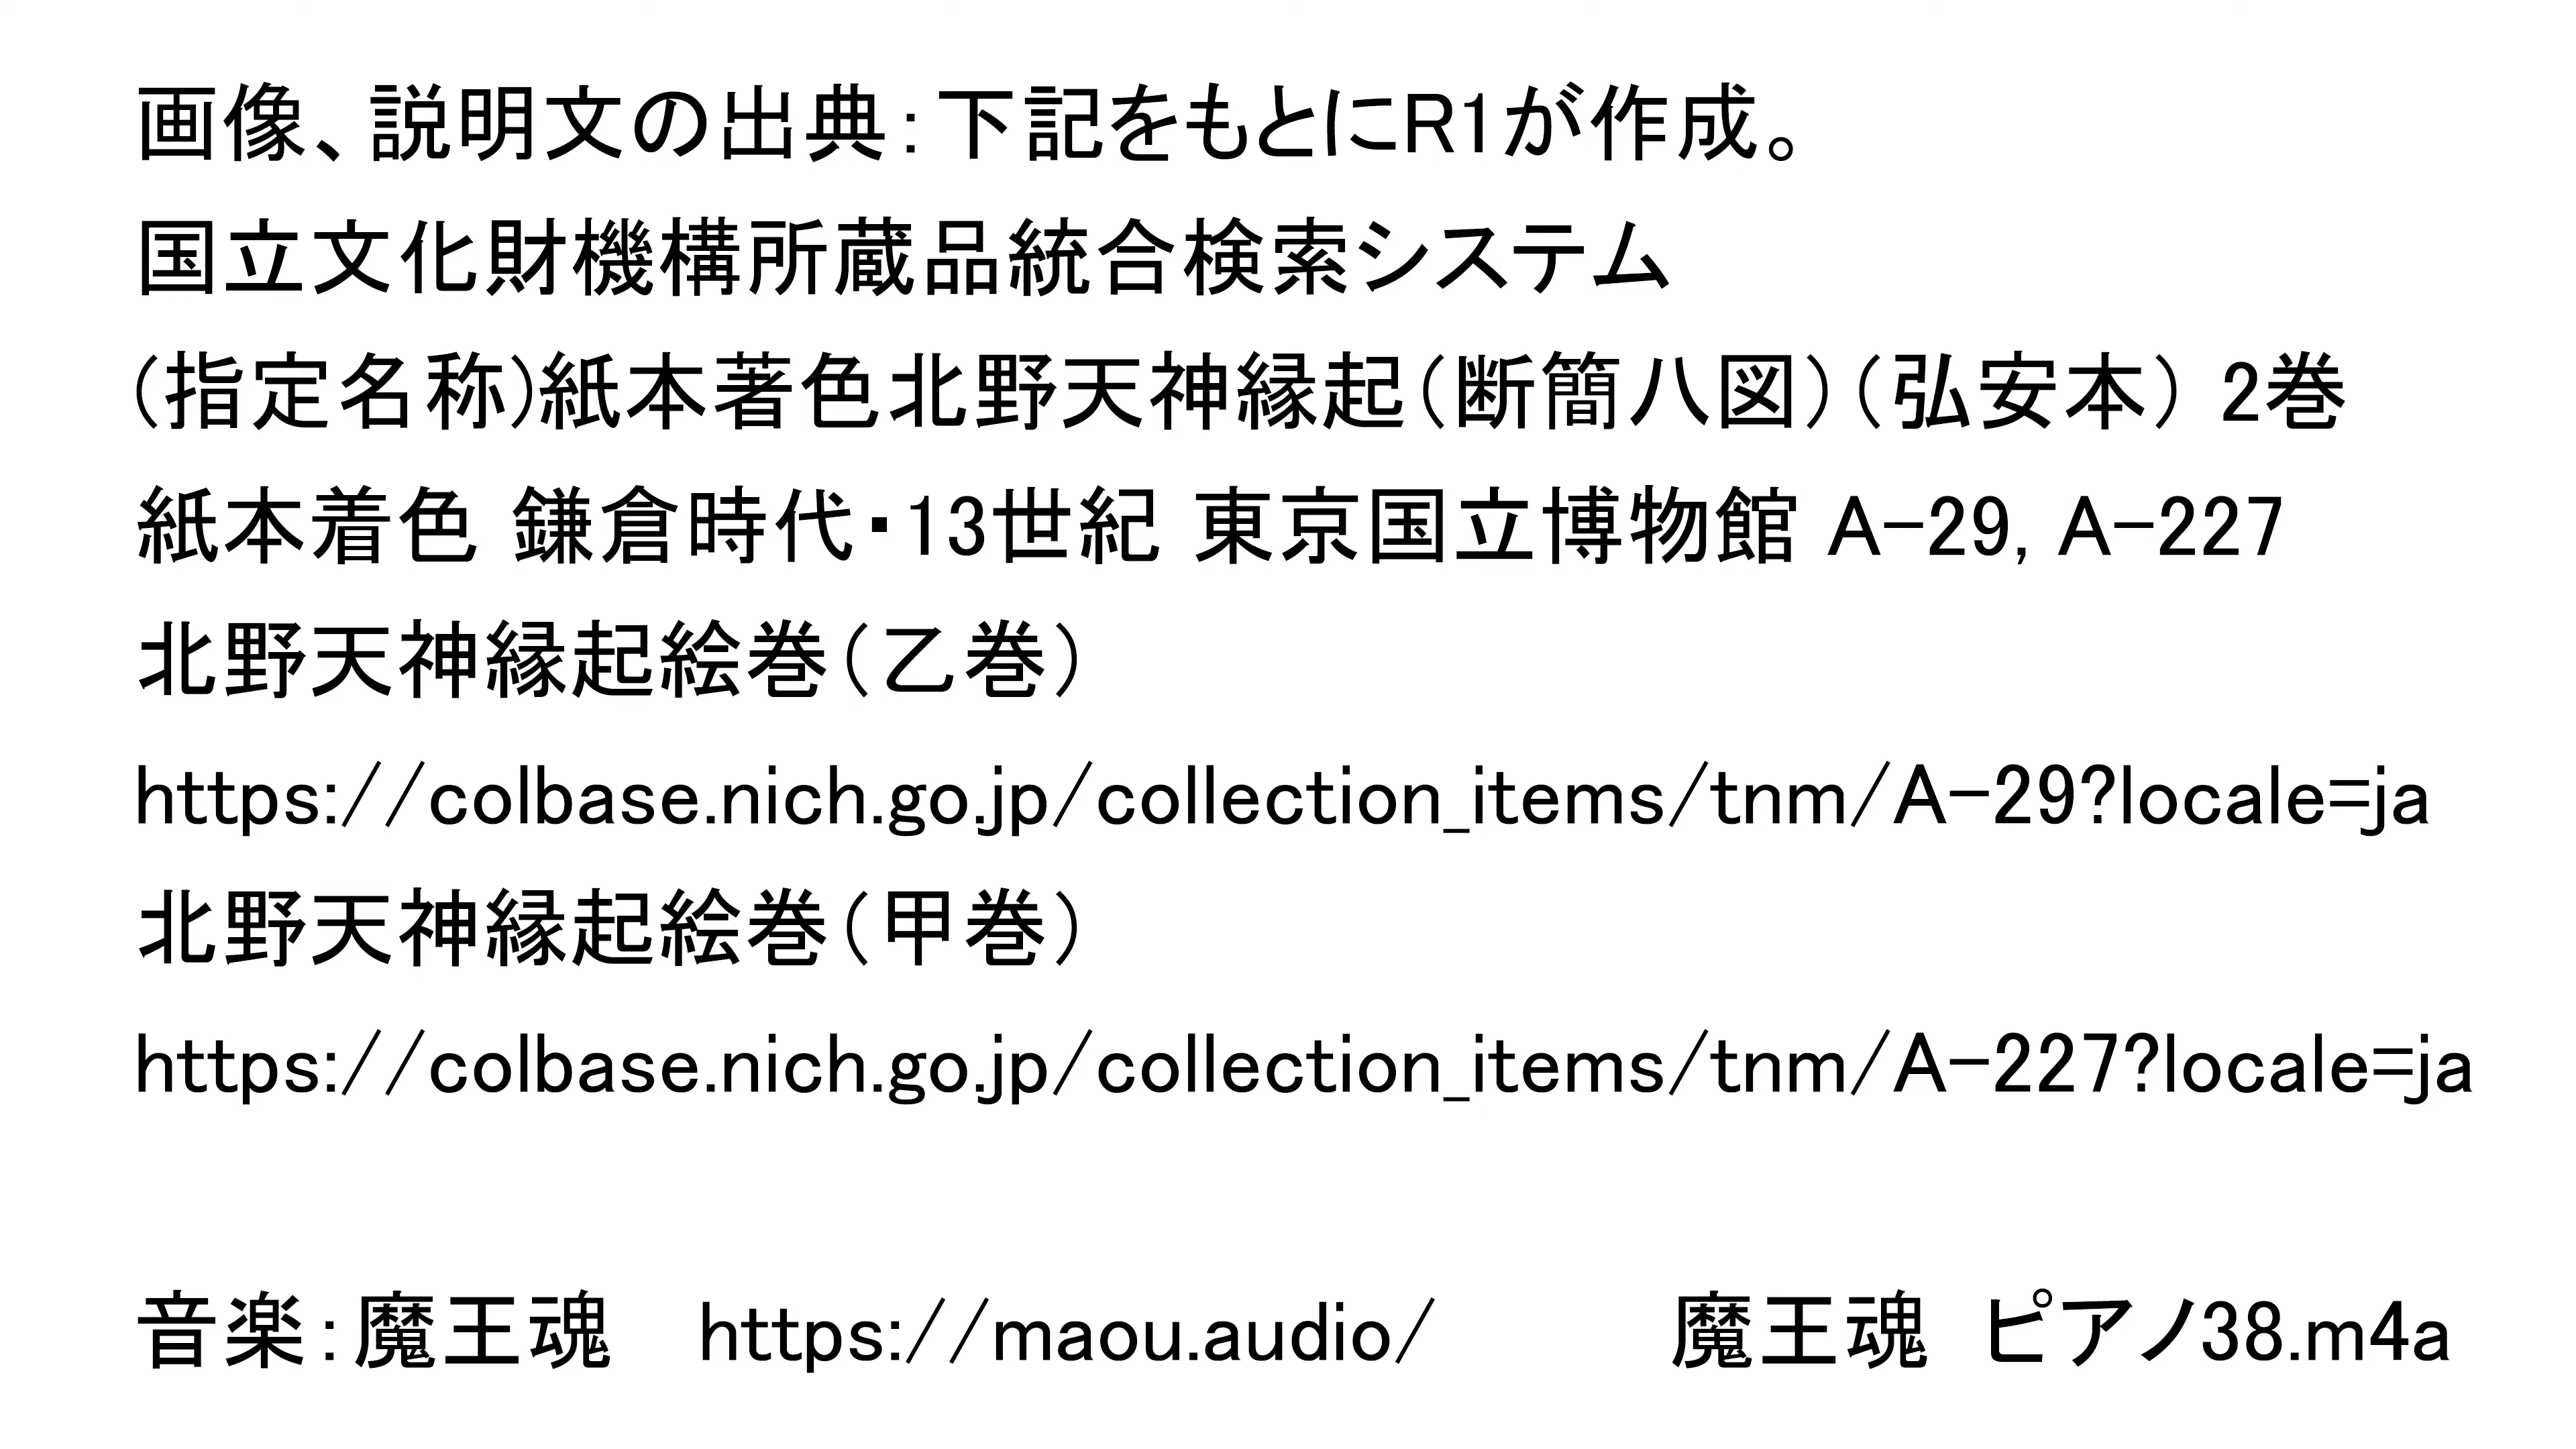 画像、説明文の出典：下記をもとにR1が作成。
国立文化財機構所蔵品統合検索システム
(指定名称)紙本著色北野天神縁起（断簡八図）（弘安本） 2巻
紙本着色 鎌倉時代・13世紀 東京国立博物館 A-29, A-227
北野天神縁起絵巻（乙巻）
https://colbase.nich.go.jp/collection_items/tnm/A-29?locale=ja
北野天神縁起絵巻（甲巻）
https://colbase.nich.go.jp/collection_items/tnm/A-227?locale=ja
音楽：魔王魂　https://maou.audio/　　　魔王魂　ピアノ38.m4a